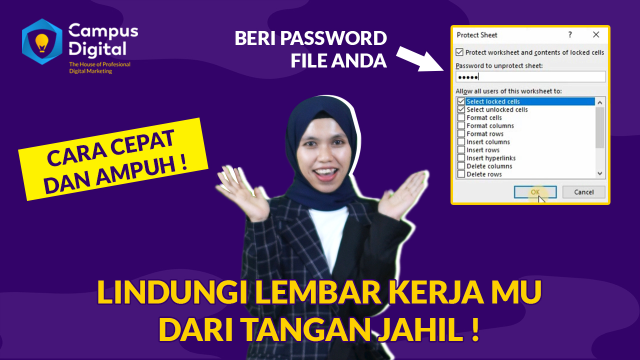 Campus
Digital
The House of Profesional
Digital Marketing
BERI PASSWORD
FILE ANDA
CARA CEPAT
DAN AMPUH !
Protect Sheet ? ×
Protect worksheet and contents of locked cells
Password to unprotect sheet:
•••••
Allow all users of this worksheet to:
Select locked cells
Select unlocked cells
Format cells
Format columns
Format rows
Insert columns
Insert rows
Insert hyperlinks
Delete columns
Delete rows
OK Cancel
LINDUNGI LEMBAR KERJA MU
DARI TANGAN JAHIL !